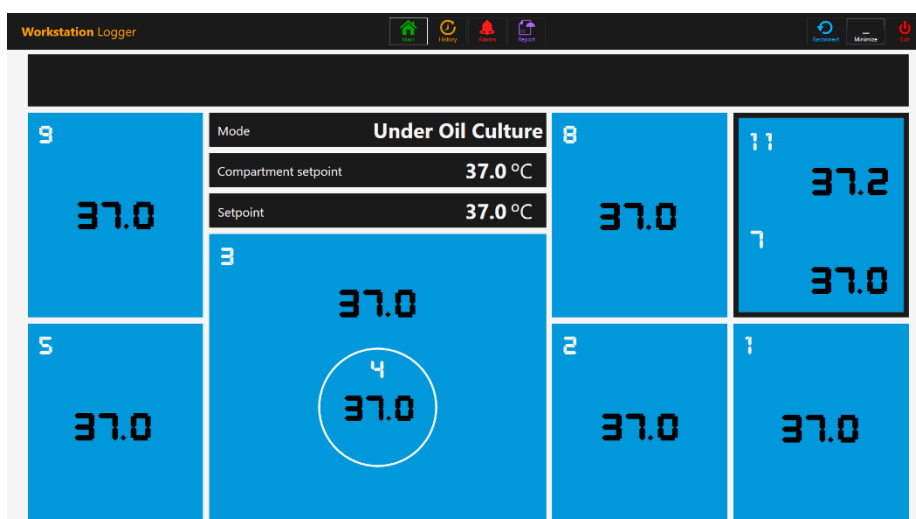 Workstation Logger
Main
History
Alarms
Report
Reconnect
Minimize
Exit
9
37.0
Mode Under Oil Culture
Compartment setpoint 37.0 °C
Setpoint 37.0 °C
8
37.0
11
37.2
7
37.0
3
37.0
4
37.0
5
37.0
2
37.0
1
37.0